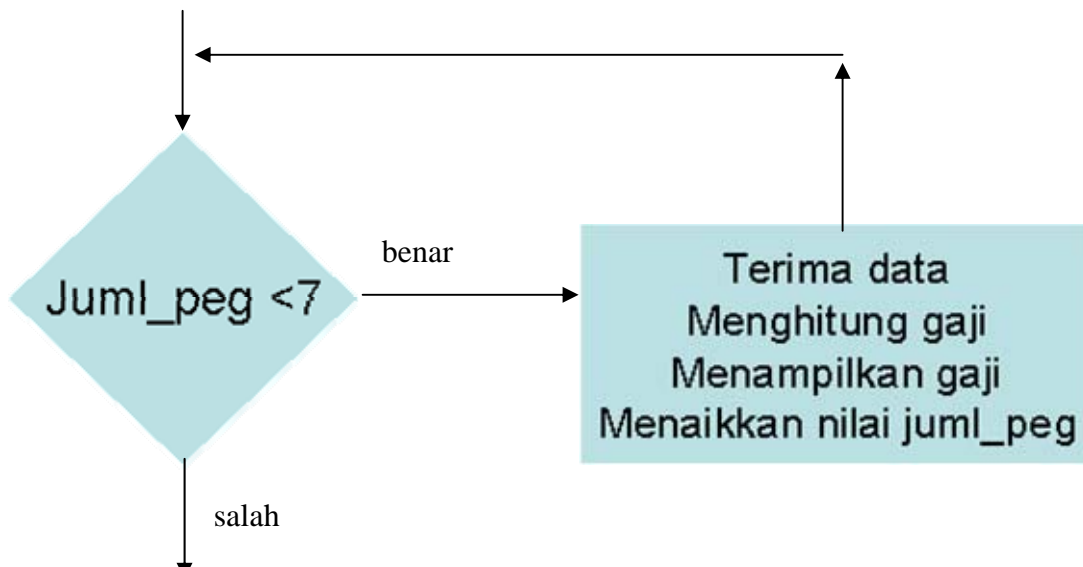 Juml_peg <7
benar
Terima data
Menghitung gaji
Menampilkan gaji
Menaikkan nilai juml_peg
salah